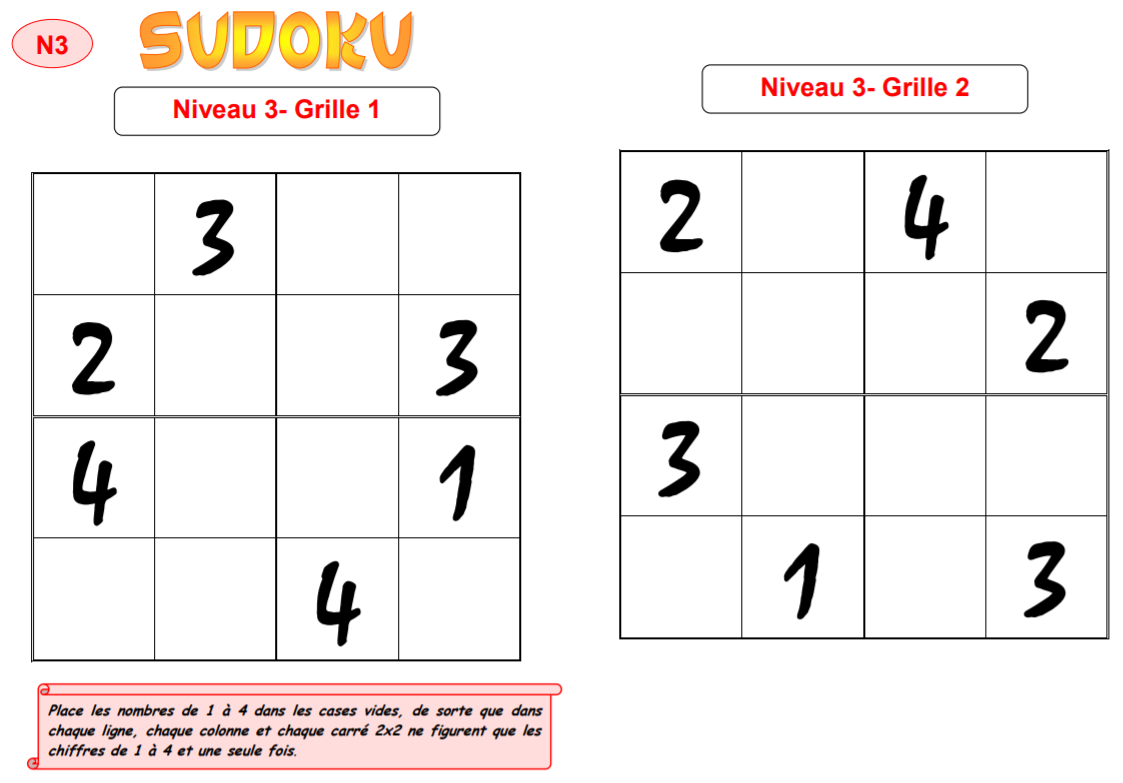 N3
SUDOKU
Niveau 3- Grille 1
3
2 3
4 1
4
Place les nombres de 1 à 4 dans les cases vides, de sorte que dans
chaque ligne, chaque colonne et chaque carré 2x2 ne figurent que les
chiffres de 1 à 4 et une seule fois.
Niveau 3- Grille 2
2 4
2
3
1 3